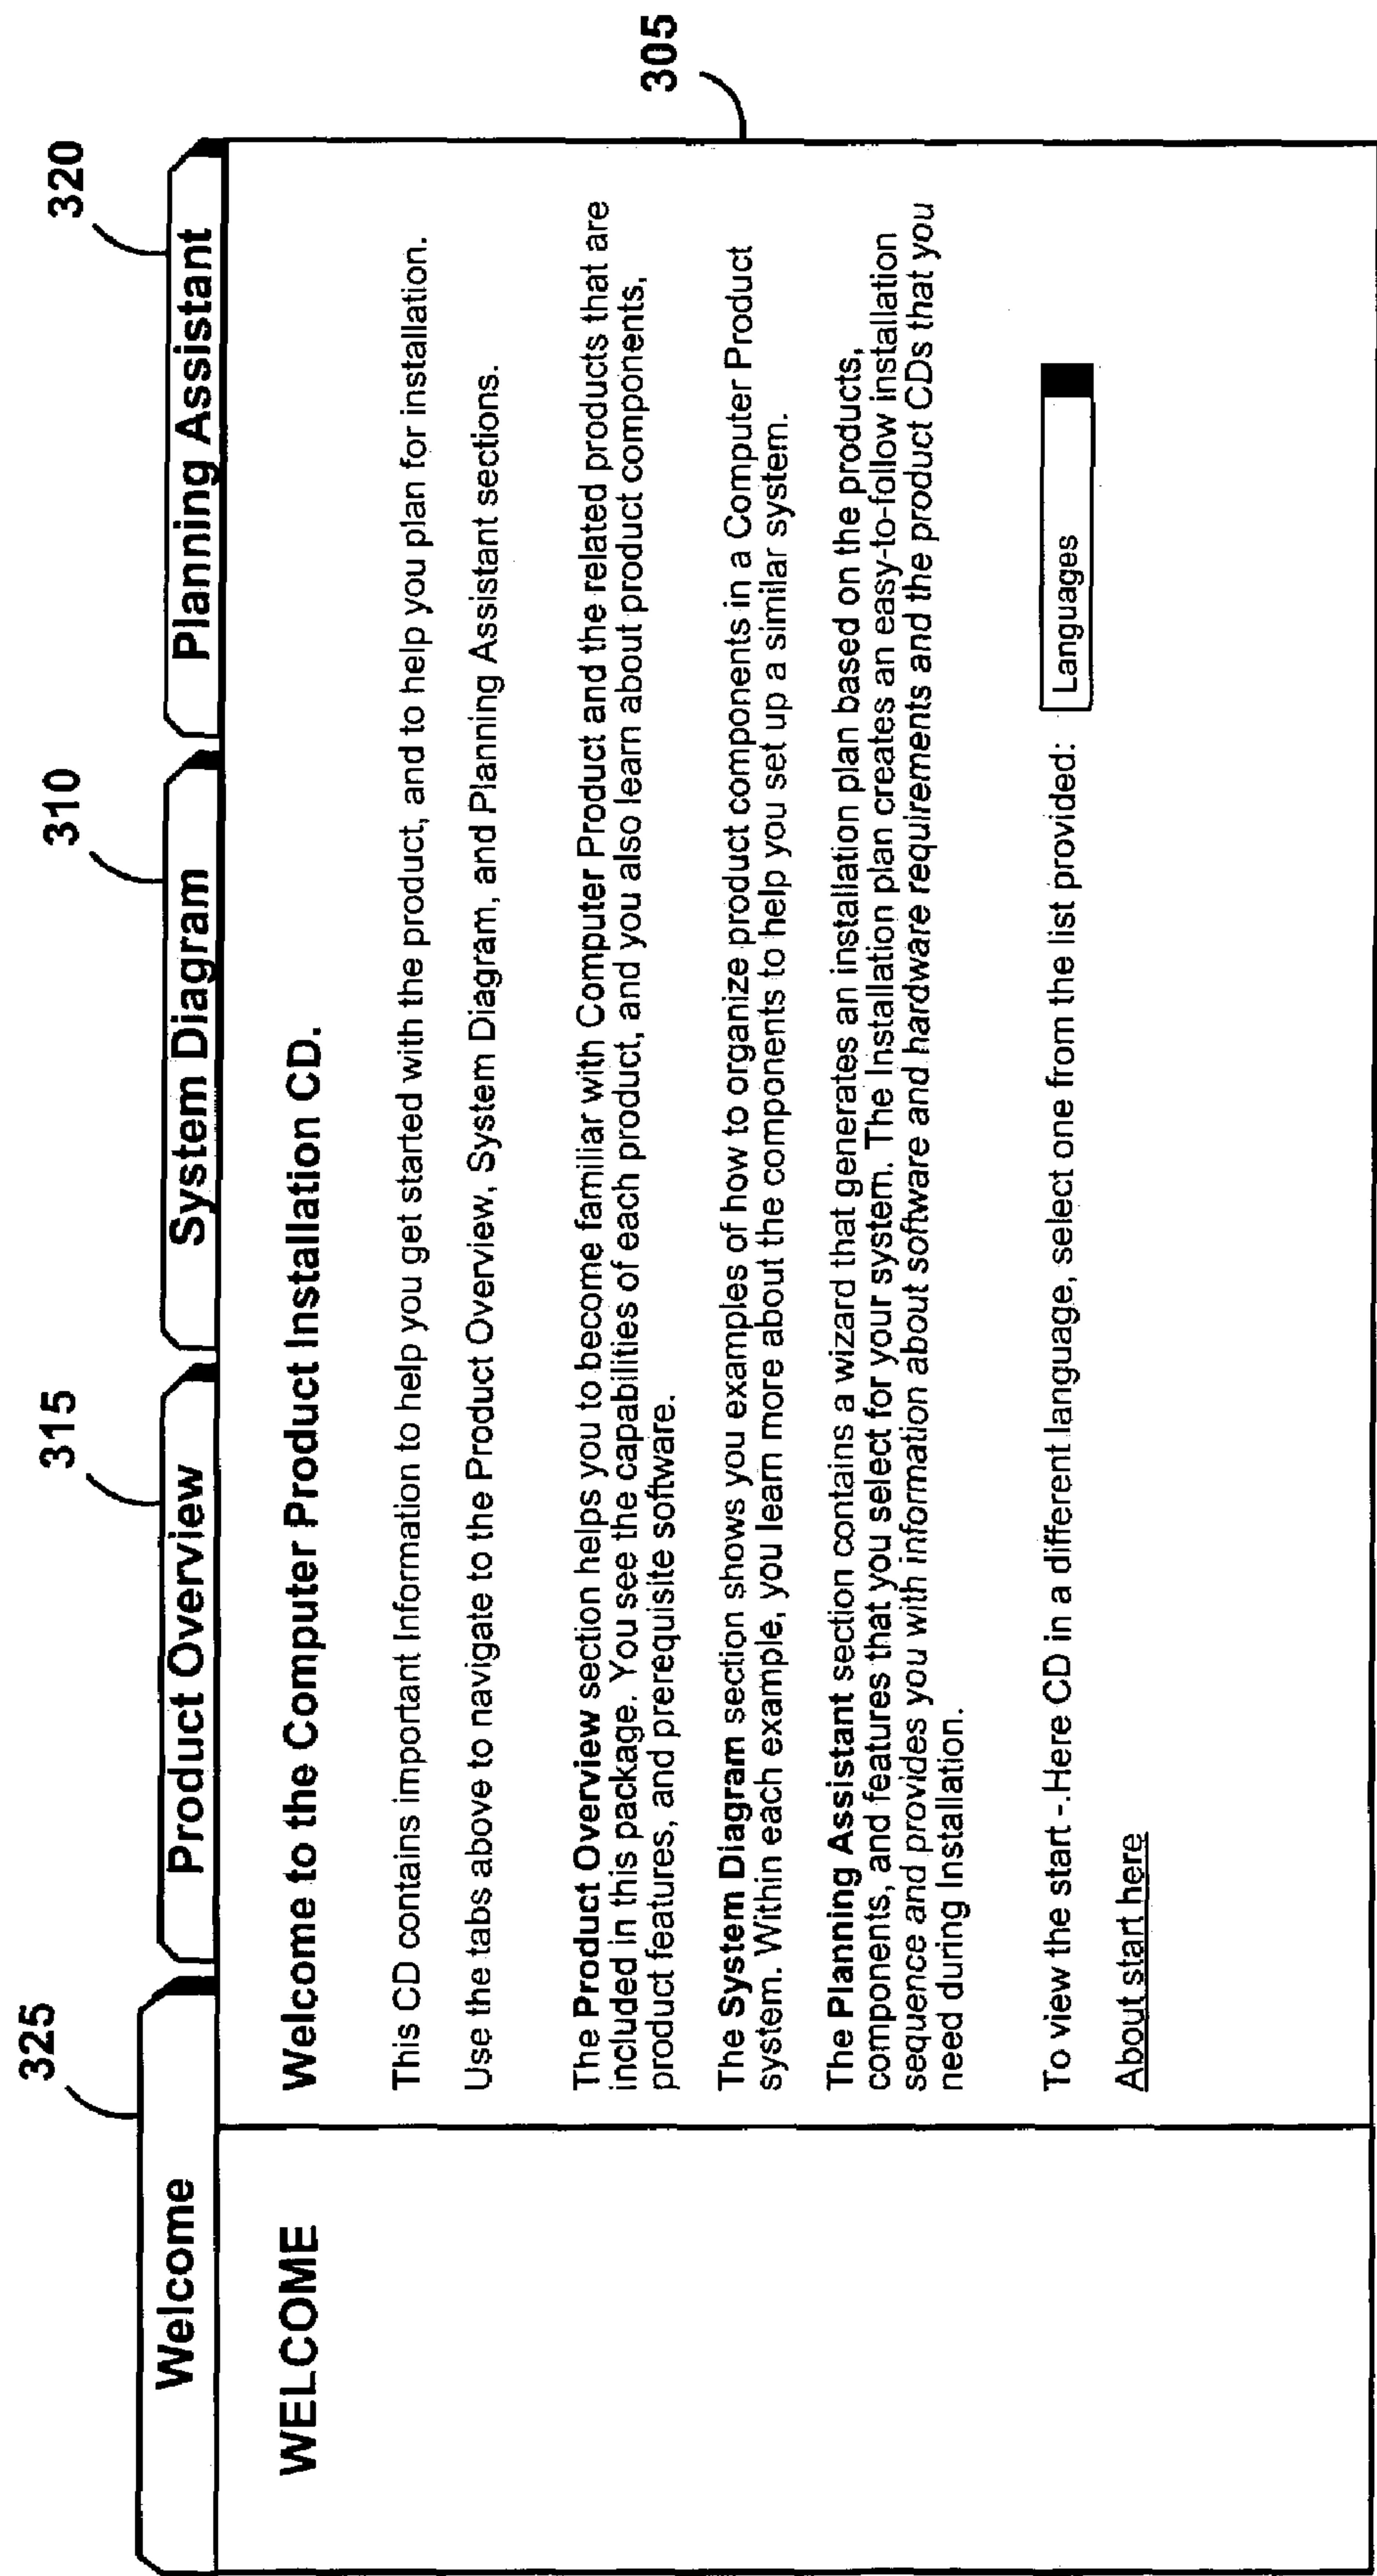 325
315
310
320
Welcome
Product Overview
System Diagram
Planning Assistant
305
WELCOME
Welcome to the Computer Product Installation CD.
This CD contains important Information to help you get started with the product, and to help you plan for installation.
Use the tabs above to navigate to the Product Overview, System Diagram, and Planning Assistant sections.
The Product Overview section helps you to become familiar with Computer Product and the related products that are
included in this package. You see the capabilities of each product, and you also learn about product components,
product features, and prerequisite software.
The System Diagram section shows you examples of how to organize product components in a Computer Product
system. Within each example, you learn more about the components to help you set up a similar system.
The Planning Assistant section contains a wizard that generates an installation plan based on the products,
components, and features that you select for your system. The Installation plan creates an easy-to-follow installation
sequence and provides you with information about software and hardware requirements and the product CDs that you
need during Installation.
To view the start -.Here CD in a different language, select one from the list provided:
Languages
About start here